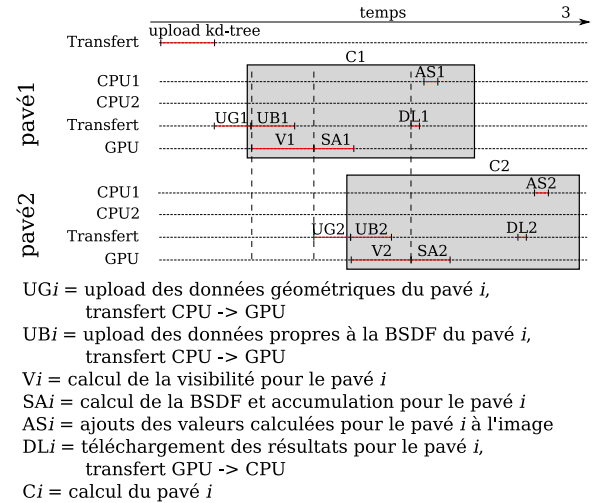 temps 3
upload kd-tree
Transfert
C1
CPU1 AS1
CPU2
pavé1
Transfert UG1 UB1 DL1
GPU V1 SA1
C2
CPU1 AS2
CPU2
pavé2
Transfert UG2 UB2 DL2
GPU V2 SA2
UGi = upload des données géométriques du pavé i,
transfert CPU -> GPU
UBi = upload des données propres à la BSDF du pavé i,
transfert CPU -> GPU
Vi = calcul de la visibilité pour le pavé i
SAi = calcul de la BSDF et accumulation pour le pavé i
ASi = ajouts des valeurs calculées pour le pavé i à l'image
DLi = téléchargement des résultats pour le pavé i,
transfert GPU -> CPU
Ci = calcul du pavé i